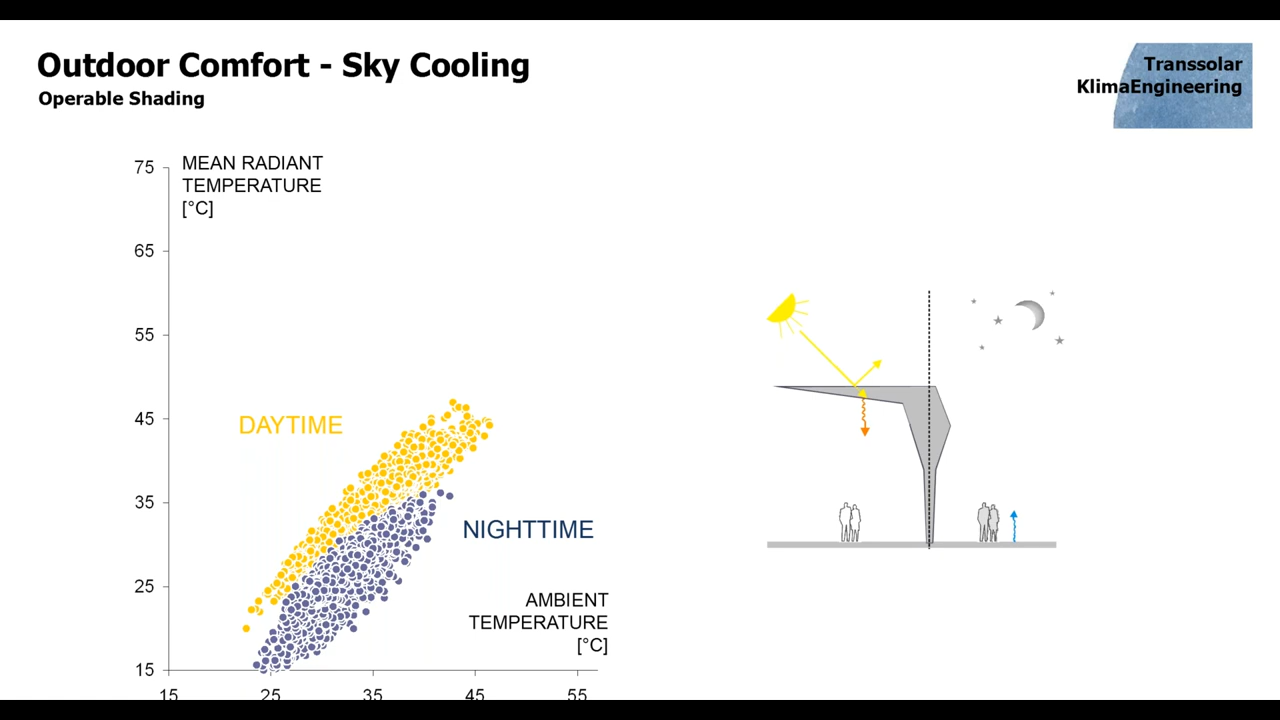 Outdoor Comfort - Sky Cooling
Operable Shading
Transsolar
KlimaEngineering
75
MEAN RADIANT
TEMPERATURE
[°C]
65
55
45
DAYTIME
35
NIGHTTIME
25
AMBIENT
TEMPERATURE
[°C]
15
15 25 35 45 55